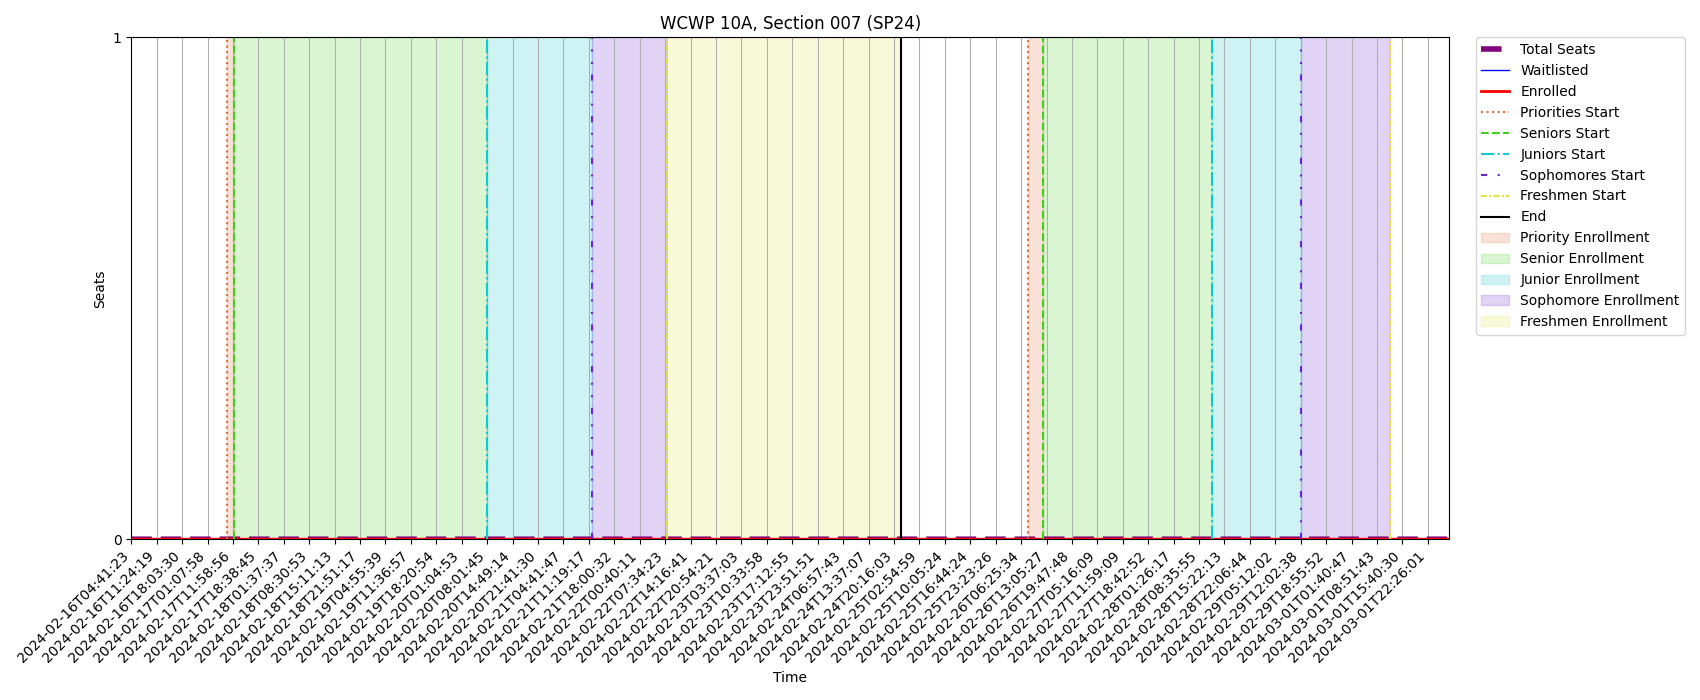 WCWP 10A, Section 007 (SP24)
1
0
Seats
2024-02-16T04:41:23
2024-02-16T11:24:19
2024-02-16T18:03:30
2024-02-17T01:07:58
2024-02-17T11:58:56
2024-02-17T18:38:45
2024-02-18T01:37:37
2024-02-18T08:30:53
2024-02-18T15:11:13
2024-02-18T21:51:17
2024-02-19T04:55:39
2024-02-19T11:36:57
2024-02-19T18:20:54
2024-02-20T01:04:53
2024-02-20T08:01:45
2024-02-20T14:49:14
2024-02-20T21:41:30
2024-02-21T04:41:47
2024-02-21T11:19:17
2024-02-21T18:00:32
2024-02-22T00:40:11
2024-02-22T07:34:23
2024-02-22T14:16:41
2024-02-22T20:54:21
2024-02-23T03:37:03
2024-02-23T10:33:58
2024-02-23T17:12:55
2024-02-23T23:51:51
2024-02-24T06:57:43
2024-02-24T13:37:07
2024-02-24T20:16:03
2024-02-25T02:54:59
2024-02-25T10:05:24
2024-02-25T16:44:24
2024-02-25T23:23:26
2024-02-26T06:25:34
2024-02-26T13:05:27
2024-02-26T19:47:48
2024-02-27T05:16:09
2024-02-27T11:59:09
2024-02-27T18:42:52
2024-02-28T01:26:17
2024-02-28T08:35:55
2024-02-28T15:22:13
2024-02-28T22:06:44
2024-02-29T05:12:02
2024-02-29T12:02:38
2024-02-29T18:55:52
2024-03-01T01:40:47
2024-03-01T08:51:43
2024-03-01T15:40:30
2024-03-01T22:26:01
Time
Total Seats
Waitlisted
Enrolled
Priorities Start
Seniors Start
Juniors Start
Sophomores Start
Freshmen Start
End
Priority Enrollment
Senior Enrollment
Junior Enrollment
Sophomore Enrollment
Freshmen Enrollment